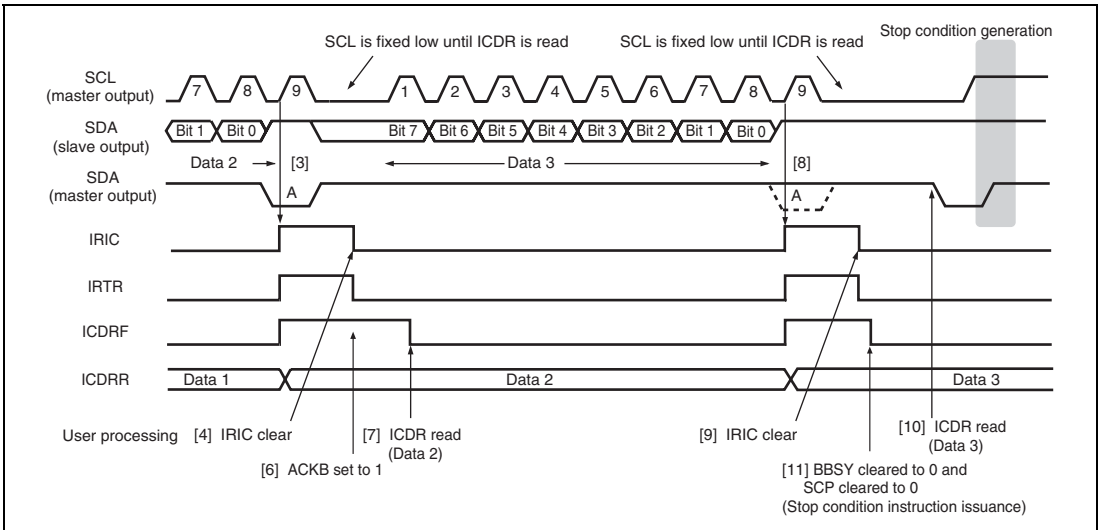 Stop condition generation
SCL is fixed low until ICDR is read
SCL is fixed low until ICDR is read
SCL
(master output)
7 8 9 1 2 3 4 5 6 7 8 9
SDA
(slave output)
Bit 1 Bit 0 Bit 7 Bit 6 Bit 5 Bit 4 Bit 3 Bit 2 Bit 1 Bit 0
Data 2 [3] Data 3 [8]
SDA
(master output)
A A
IRIC
IRTR
ICDRF
ICDRR
Data 1 Data 2 Data 3
User processing
[4] IRIC clear
[7] ICDR read
(Data 2)
[6] ACKB set to 1
[9] IRIC clear
[10] ICDR read
(Data 3)
[11] BBSY cleared to 0 and
SCP cleared to 0
(Stop condition instruction issuance)